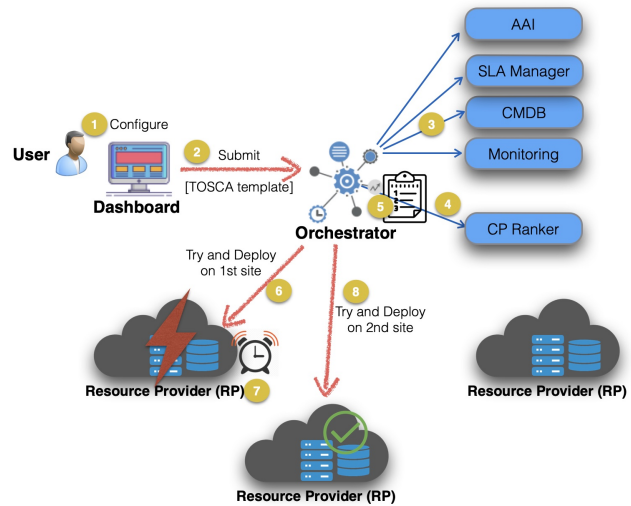 AAI
SLA Manager
CMDB
Monitoring
CP Ranker
1 Configure
User
Dashboard
2 Submit
[TOSCA template]
3
4
5
1
2
Orchestrator
Try and Deploy
on 1st site
6
8
Try and Deploy
on 2nd site
7
Resource Provider (RP)
Resource Provider (RP)
Resource Provider (RP)